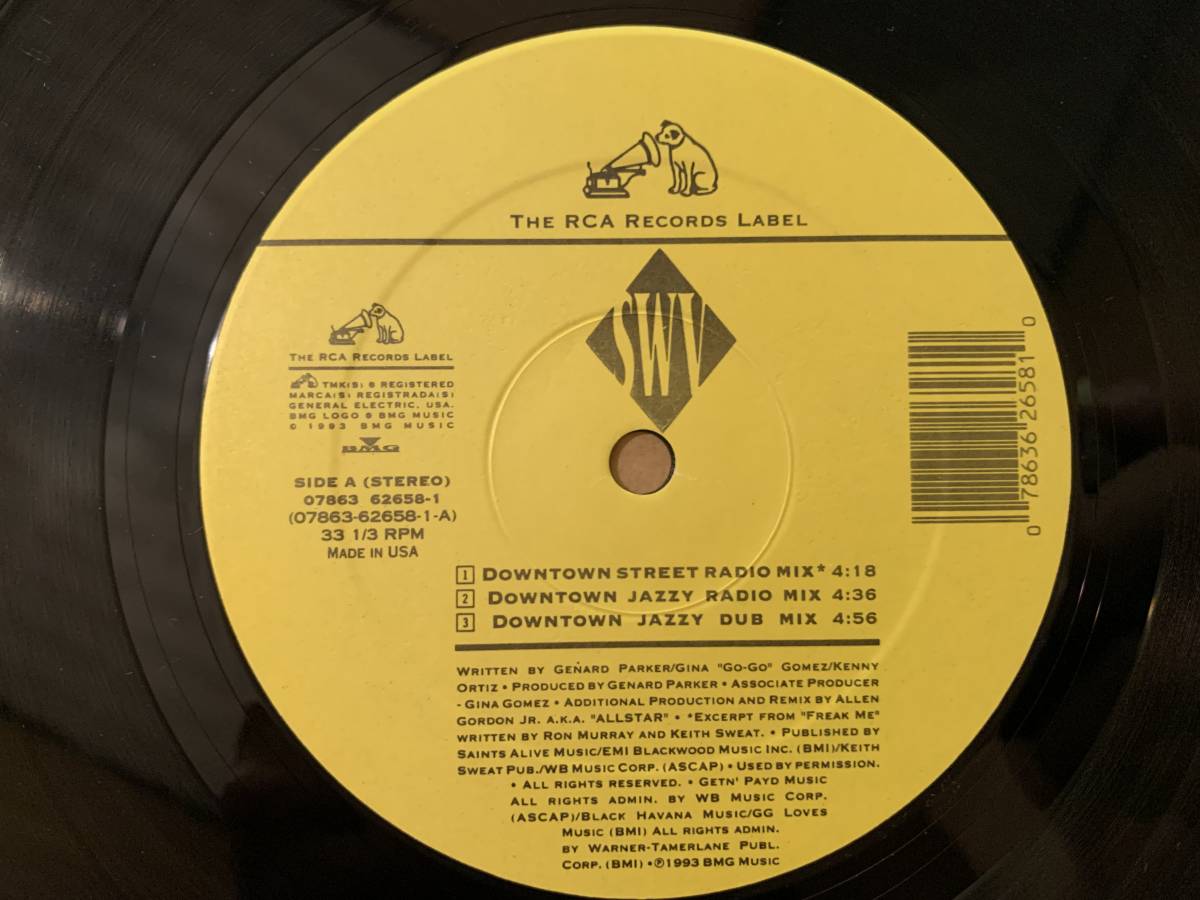 THE RCA RECORDS LABEL
SWV
THE RCA RECORDS LABEL
TMK(S) ® REGISTERED
MARCA(S) REGISTRADA(S)
GENERAL ELECTRIC, USA.
BMG LOGO ® BMG MUSIC
© 1993 BMG MUSIC
BMG
SIDE A (STEREO)
07863 62658-1
(07863-62658-1-A)
33 1/3 RPM
MADE IN USA
0 78636 26581 0
1 DOWNTOWN STREET RADIO MIX* 4:18
2 DOWNTOWN JAZZY RADIO MIX 4:36
3 DOWNTOWN JAZZY DUB MIX 4:56
WRITTEN BY GENARD PARKER/GINA "GO-GO" GOMEZ/KENNY
ORTIZ • PRODUCED BY GENARD PARKER • ASSOCIATE PRODUCER
- GINA GOMEZ • ADDITIONAL PRODUCTION AND REMIX BY ALLEN
GORDON JR. A.K.A. "ALLSTAR" • *EXCERPT FROM "FREAK ME"
WRITTEN BY RON MURRAY AND KEITH SWEAT. • PUBLISHED BY
SAINTS ALIVE MUSIC/EMI BLACKWOOD MUSIC INC. (BMI)/KEITH
SWEAT PUB./WB MUSIC CORP. (ASCAP) • USED BY PERMISSION.
• ALL RIGHTS RESERVED. • GETN' PAYD MUSIC
ALL RIGHTS ADMIN. BY WB MUSIC CORP.
(ASCAP)/BLACK HAVANA MUSIC/GG LOVES
MUSIC (BMI) ALL RIGHTS ADMIN.
BY WARNER-TAMERLANE PUBL.
CORP. (BMI) • ℗1993 BMG MUSIC